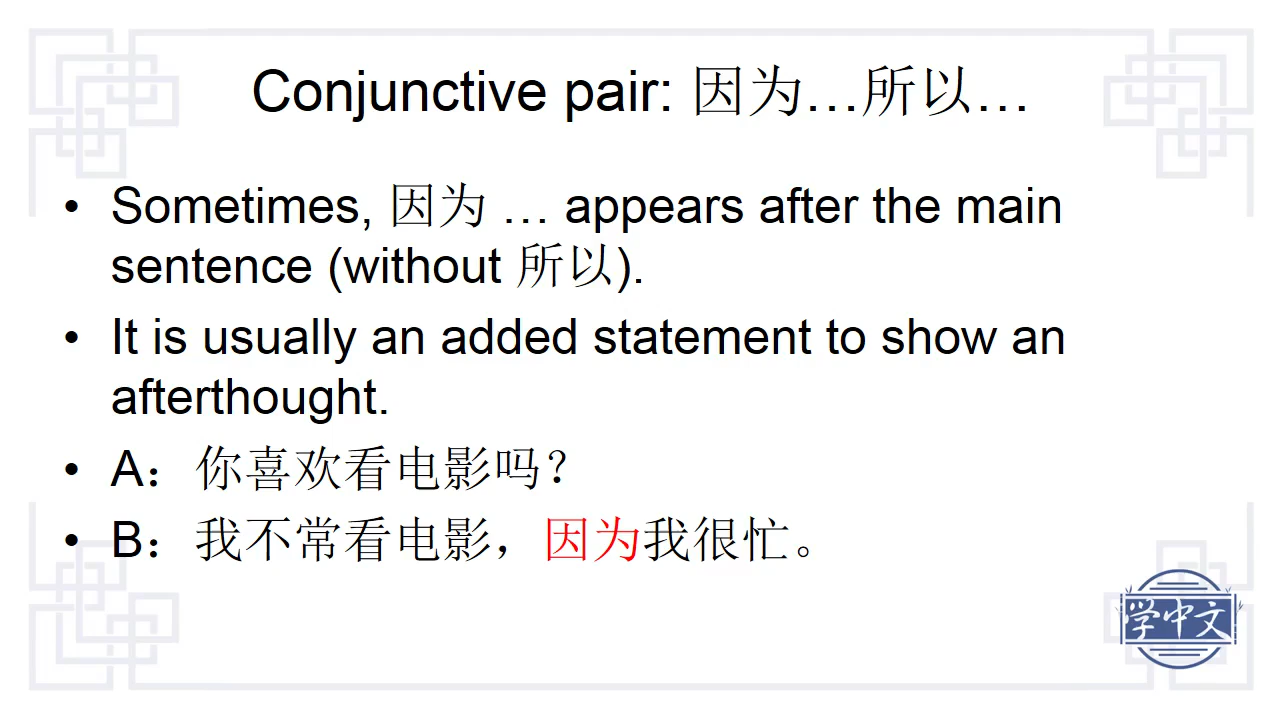 Conjunctive pair: 因为…所以…
• Sometimes, 因为 … appears after the main
sentence (without 所以).
• It is usually an added statement to show an
afterthought.
• A：你喜欢看电影吗？
• B：我不常看电影，因为我很忙。
学中文